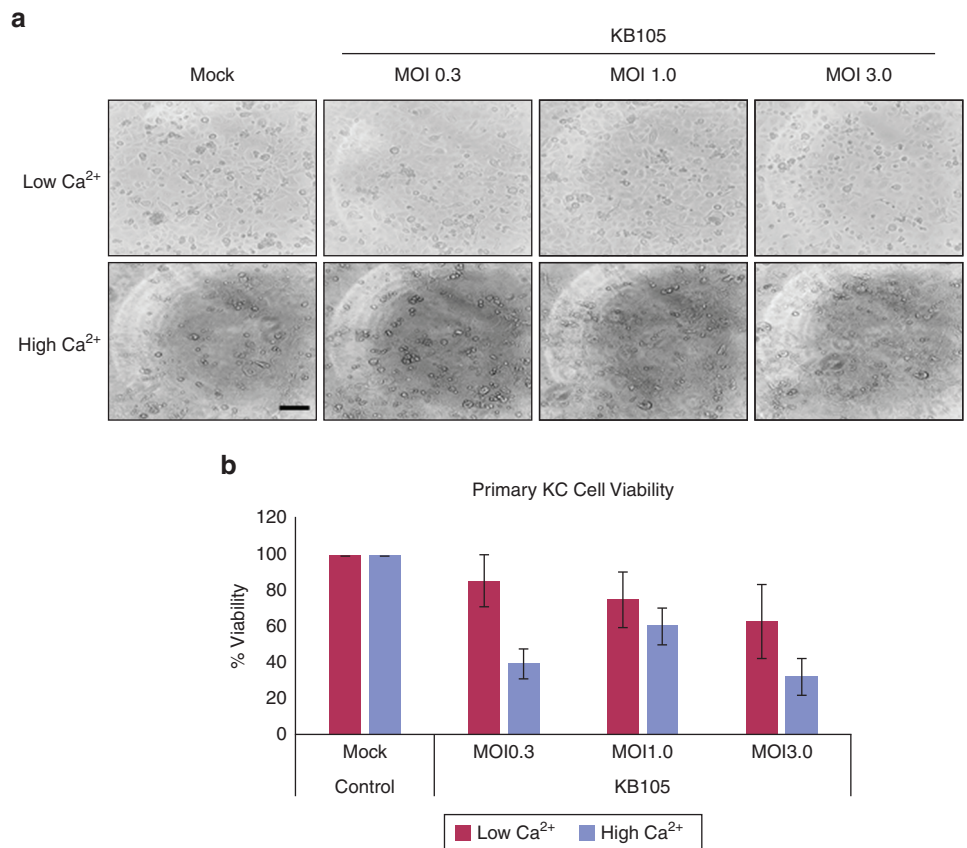 a
KB105
Mock MOI 0.3 MOI 1.0 MOI 3.0
Low Ca²⁺
High Ca²⁺
b
Primary KC Cell Viability
% Viability
120
100
80
60
40
20
0
Mock MOI0.3 MOI1.0 MOI3.0
Control KB105
Low Ca²⁺ High Ca²⁺